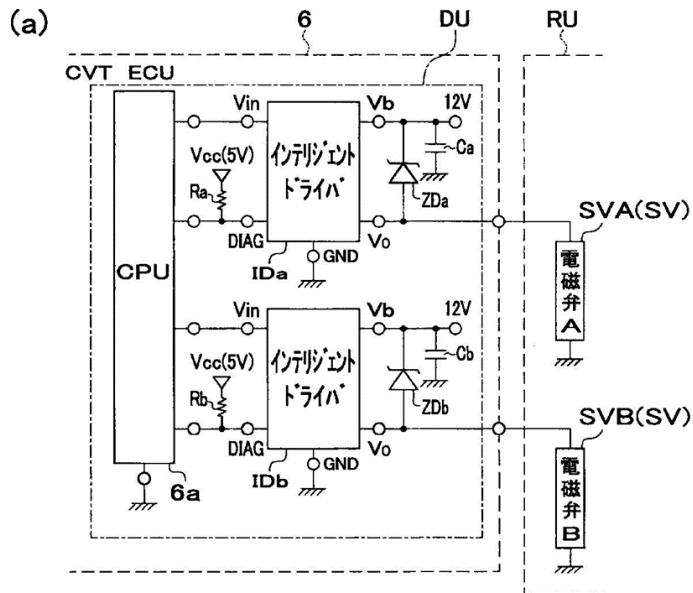 (a)
6
DU
RU
CVT ECU
Vin
Vb
12V
Vcc(5V)
Ra
インテリジェント
ドライバ
Ca
ZDa
DIAG
IDa
GND
Vo
SVA(SV)
電磁弁A
CPU
Vin
Vb
12V
Vcc(5V)
Rb
インテリジェント
ドライバ
Cb
ZDb
DIAG
IDb
GND
Vo
SVB(SV)
電磁弁B
6a